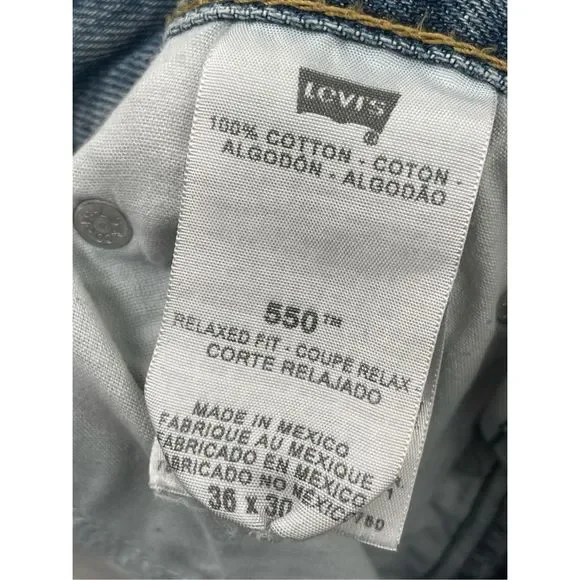 LEVI'S
®
100% COTTON - COTON -
ALGODÓN - ALGODÃO
550™
RELAXED FIT - COUPE RELAX
CORTE RELAJADO
MADE IN MEXICO
FABRIQUE AU MEXIQUE
FABRICADO EN MEXICO
FABRICADO NO MEXIC
36 x 30